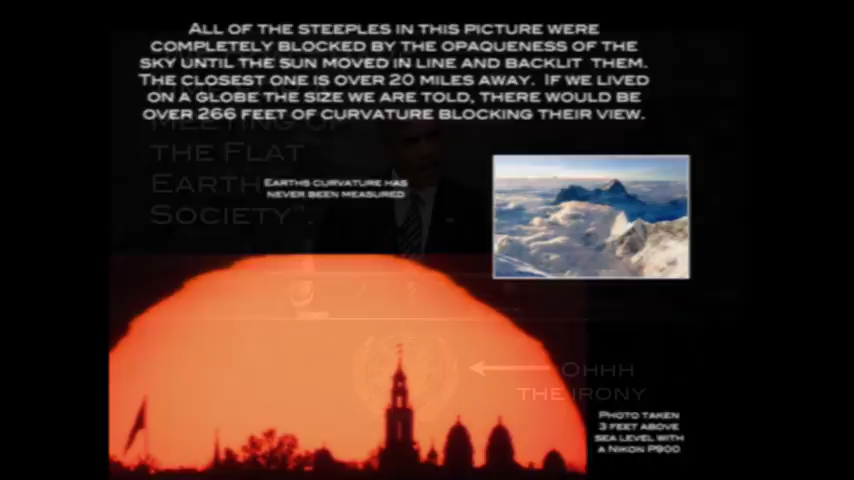 All of the steeples in this picture were
completely blocked by the opaqueness of the
sky until the sun moved in line and backlit them.
The closest one is over 20 miles away. If we lived
on a globe the size we are told, there would be
over 266 feet of curvature blocking their view.
Meeting of
the Flat
Earth
Society".
Earths curvature has
never been measured
Ohhh
the irony
Photo taken
3 feet above
sea level with
a Nikon P900